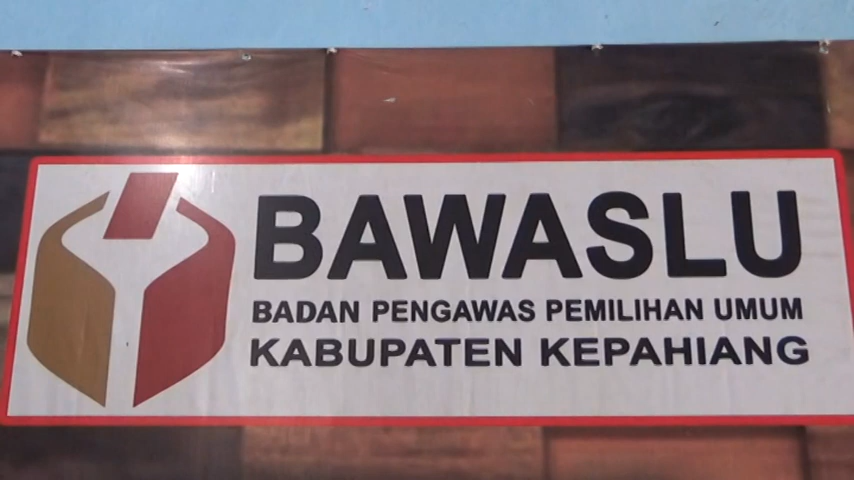 BAWASLU
BADAN PENGAWAS PEMILIHAN UMUM
KABUPATEN KEPAHIANG